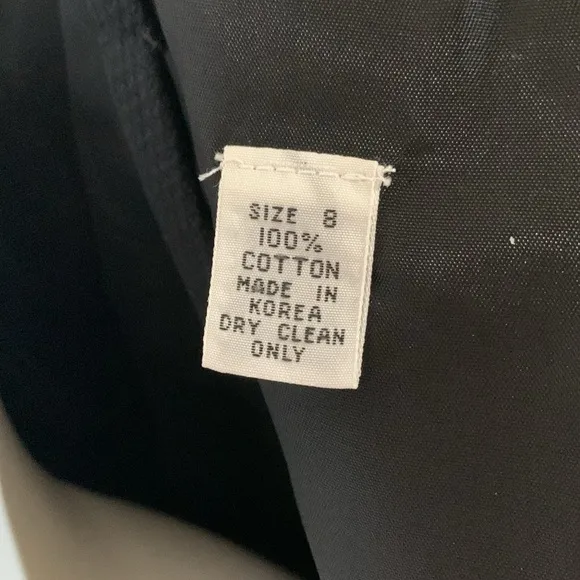 SIZE 8
100%
COTTON
MADE IN
KOREA
DRY CLEAN
ONLY